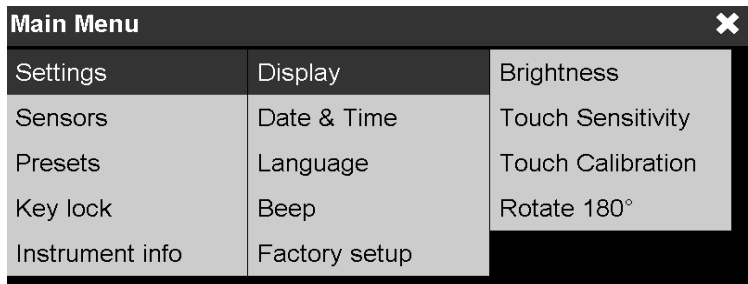 Main Menu
Settings Display Brightness
Sensors Date & Time Touch Sensitivity
Presets Language Touch Calibration
Key lock Beep Rotate 180°
Instrument info Factory setup